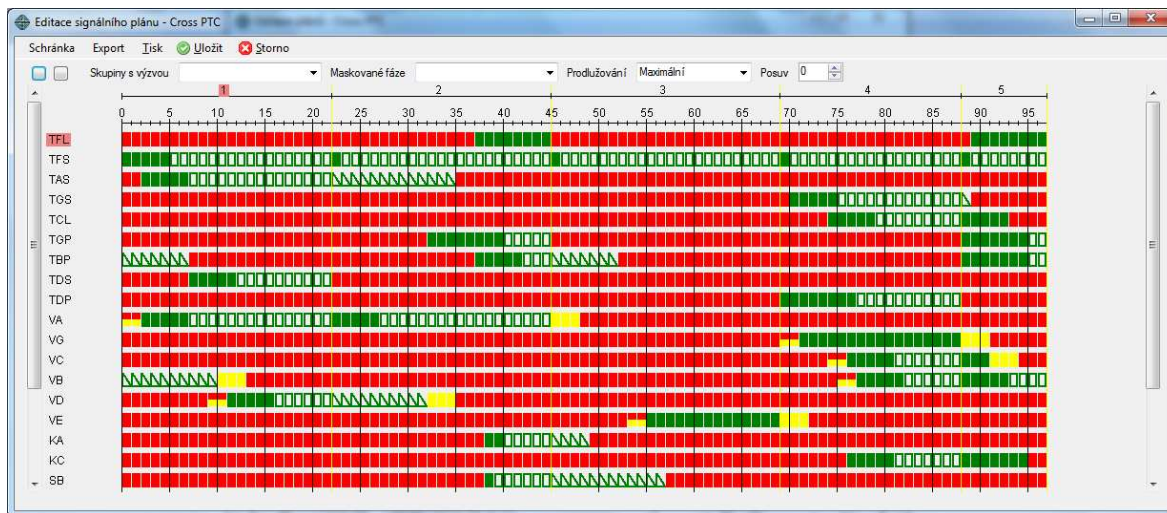 Editace signálního plánu - Cross PTC
Schránka Export Tisk Uložit Storno
Skupiny s výzvou Maskované fáze Prodlužování Maximální Posuv 0
1 2 3 4 5
0 5 10 15 20 25 30 35 40 45 50 55 60 65 70 75 80 85 90 95
TFL
TFS
TAS
TGS
TCL
TGP
TBP
TDS
TDP
VA
VG
VC
VB
VD
VE
KA
KC
SB